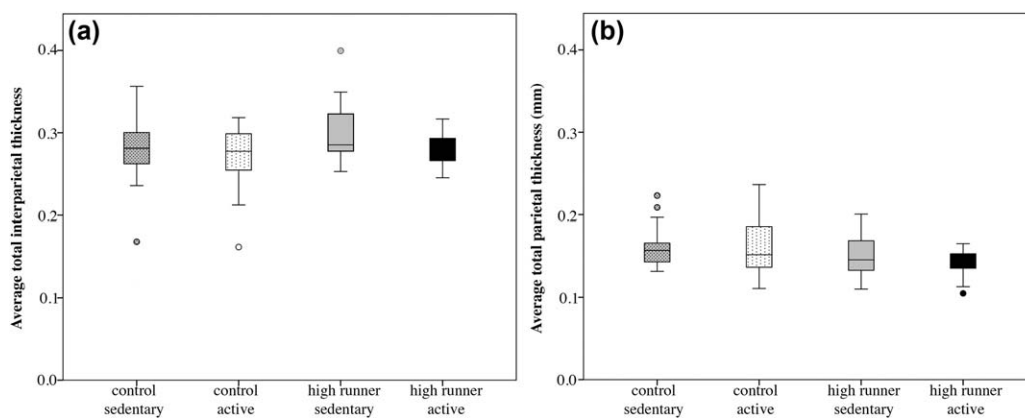 (a)
Average total interparietal thickness
0.4
0.3
0.2
0.1
0.0
control
sedentary
control
active
high runner
sedentary
high runner
active
(b)
Average total parietal thickness (mm)
0.4
0.3
0.2
0.1
0.0
control
sedentary
control
active
high runner
sedentary
high runner
active